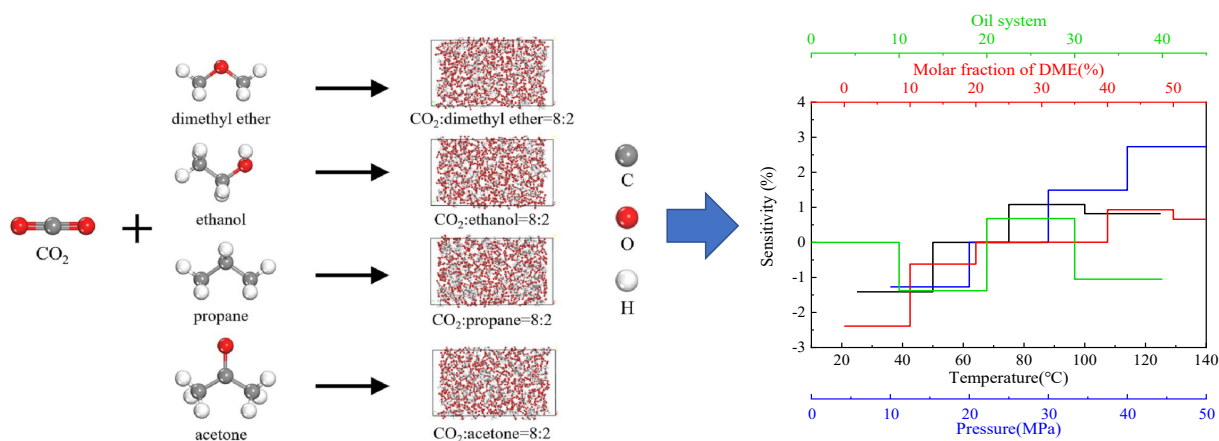 CO₂
+
dimethyl ether
ethanol
propane
acetone
CO₂:dimethyl ether=8:2
CO₂:ethanol=8:2
CO₂:propane=8:2
CO₂:acetone=8:2
C
O
H
Oil system
0 10 20 30 40
Molar fraction of DME(%)
0 10 20 30 40 50
Sensitivity (%)
4
3
2
1
0
-1
-2
-3
20 40 60 80 100 120 140
Temperature(℃)
0 10 20 30 40 50
Pressure(MPa)